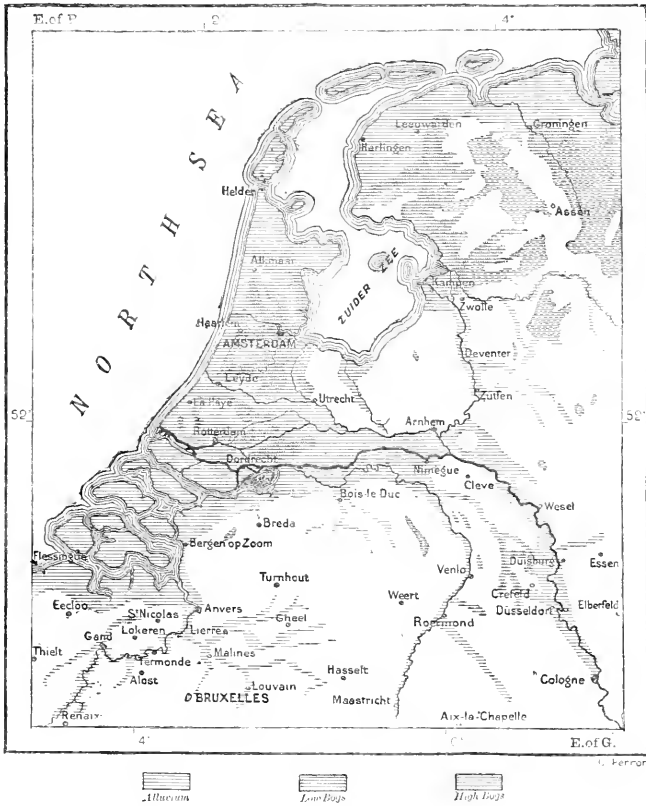 E. of P. 2° 4°
NORTH SEA
Leeuwarden
Groningen
Harlingen
Helder
Assen
Alkmaar
ZUIDER ZEE
Kampen
Zwolle
Haarlem
AMSTERDAM
Deventer
Leyde
Utrecht
Zutfen
La Haye
52° 52°
Arnhem
Rotterdam
Dordrecht
Nimègue
Cleve
Bois-le Duc
Wesel
Breda
Bergen op Zoom
Flessingue
Duisburg
Essen
Venlo
Turnhout
Crefeld
Eecloo
St Nicolas
Anvers
Weert
Düsseldorf
Elberfeld
Gheel
Roermond
Lokeren
Lierre
Gand
Thielt
Termonde
Malines
Alost
Hasselt
Cologne
Louvain
BRUXELLES
Maastricht
Renaix
Aix-la-Chapelle
4° 6° E. of G.
Alluvium
Low Bogs
High Bogs